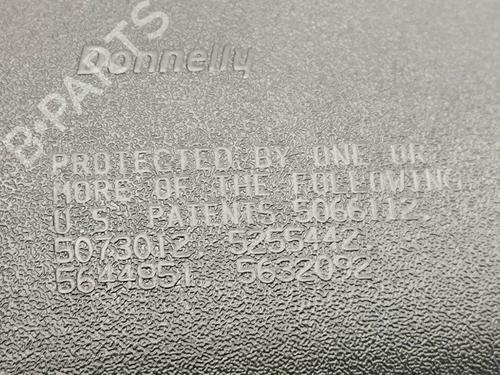 Donnelly
B-PARTS
PROTECTED BY ONE OR
MORE OF THE FOLLOWING
U.S. PATENTS 5066112,
5073012, 5255442,
5644851, 5632092